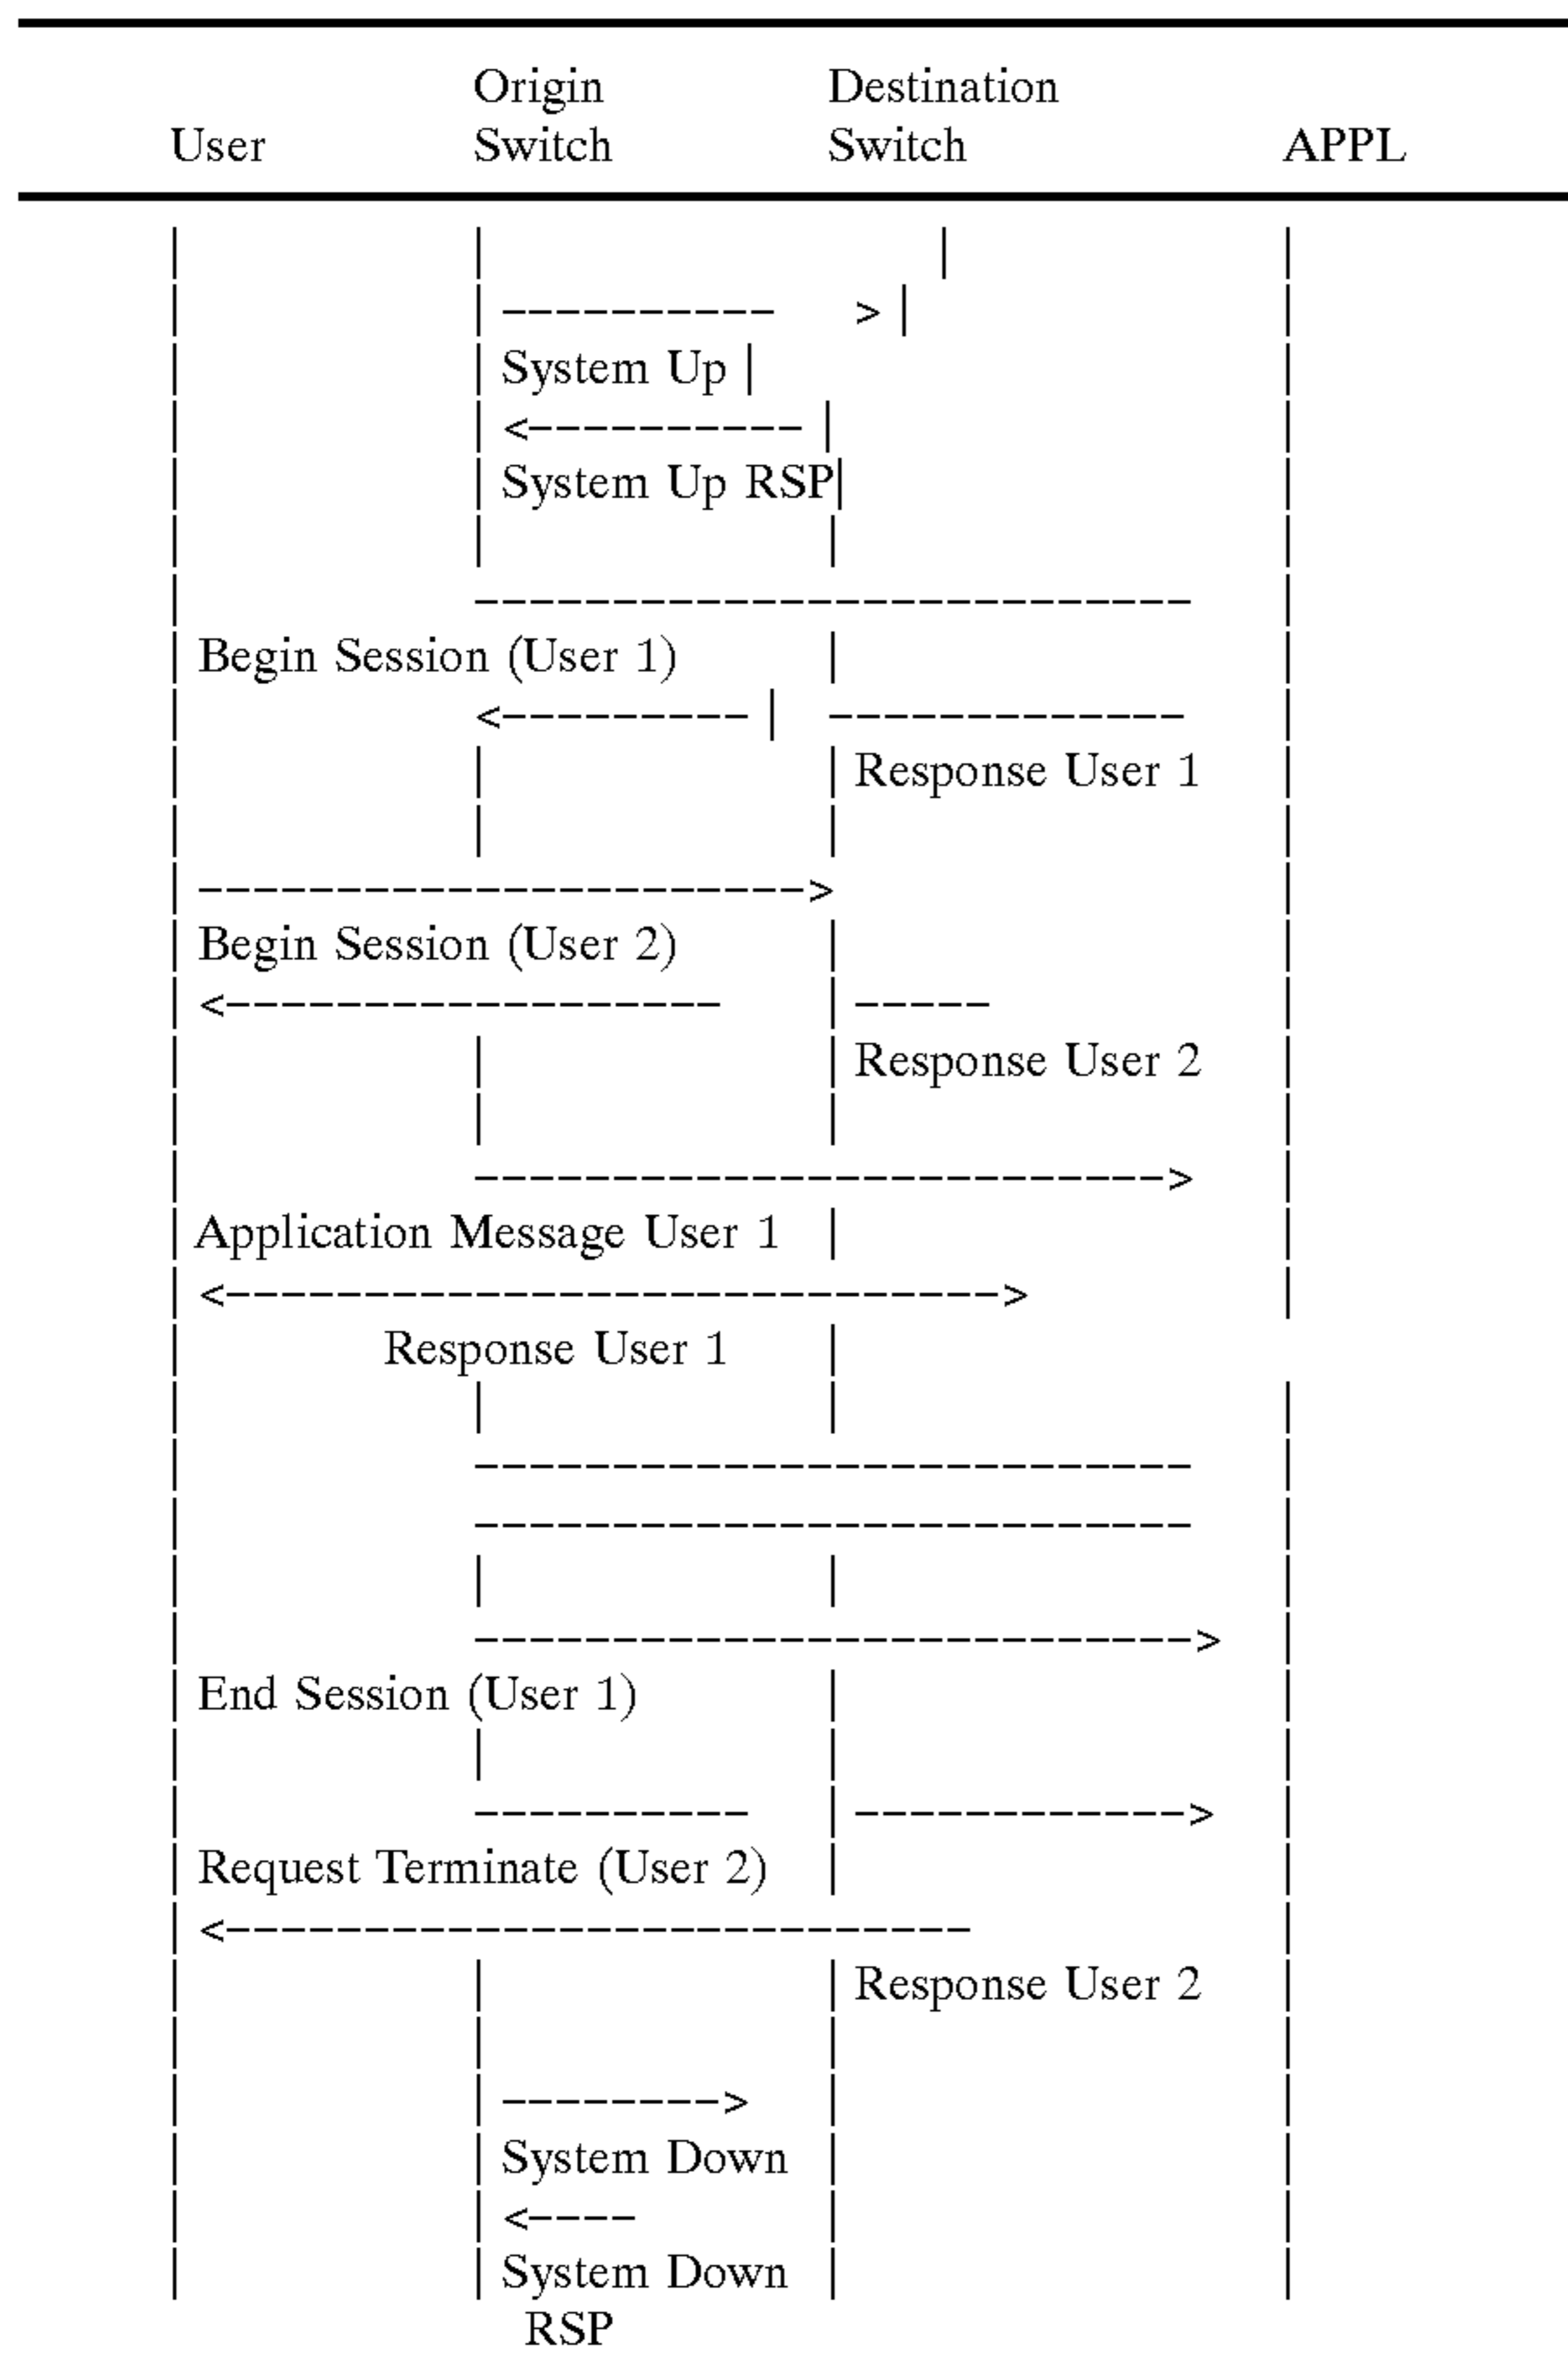 Origin Destination
User Switch Switch APPL
| | | |
| | ---------- > | |
| | System Up | |
| | <---------- | |
| | System Up RSP| |
| | | |
| -------------------------- |
| Begin Session (User 1) | |
| <--------- | ------------- |
| | | Response User 1 |
| | | |
| ----------------------> |
| Begin Session (User 2) | |
| <------------------ | ----- |
| | | Response User 2 |
| | | |
| -------------------------> |
| Application Message User 1 | |
| <----------------------------> |
| Response User 1 |
| | | |
| -------------------------- |
| -------------------------- |
| | | |
| --------------------------> |
| End Session (User 1) | |
| | | |
| ---------- | ------------> |
| Request Terminate (User 2) | |
| <--------------------------- |
| | | Response User 2 |
| | | |
| | --------> | |
| | System Down | |
| | <---- | |
| | System Down | |
RSP